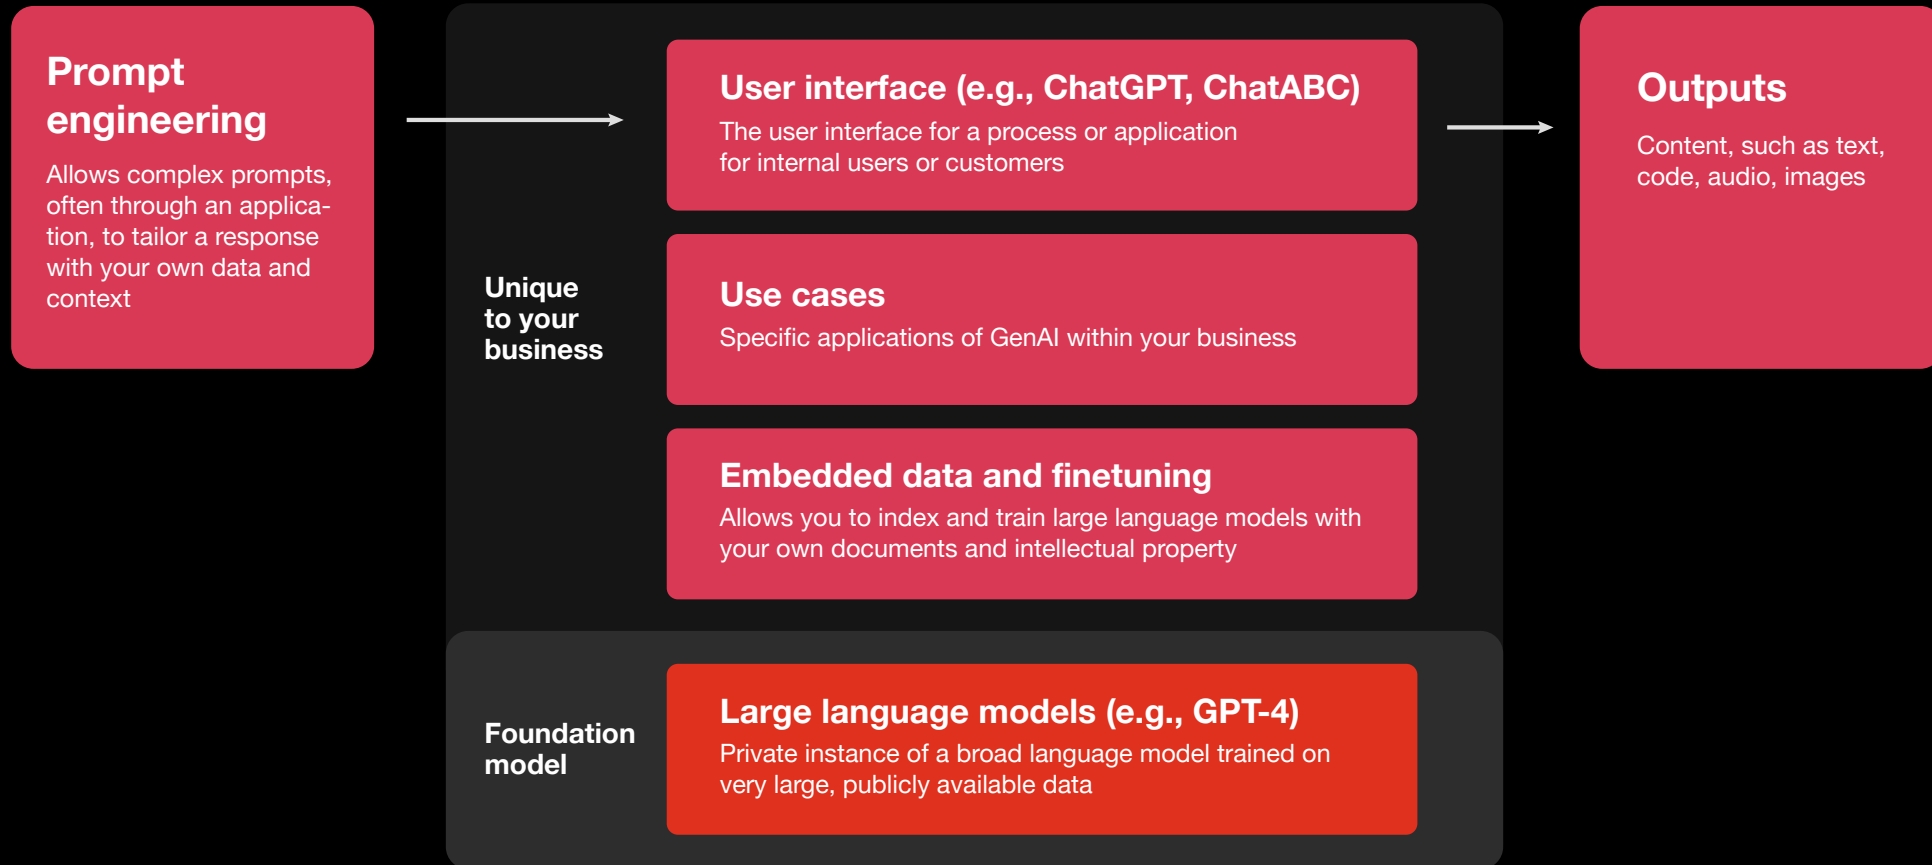 Prompt
engineering
Allows complex prompts,
often through an applica-
tion, to tailor a response
with your own data and
context
Unique
to your
business
User interface (e.g., ChatGPT, ChatABC)
The user interface for a process or application
for internal users or customers
Use cases
Specific applications of GenAI within your business
Embedded data and finetuning
Allows you to index and train large language models with
your own documents and intellectual property
Foundation
model
Large language models (e.g., GPT-4)
Private instance of a broad language model trained on
very large, publicly available data
Outputs
Content, such as text,
code, audio, images